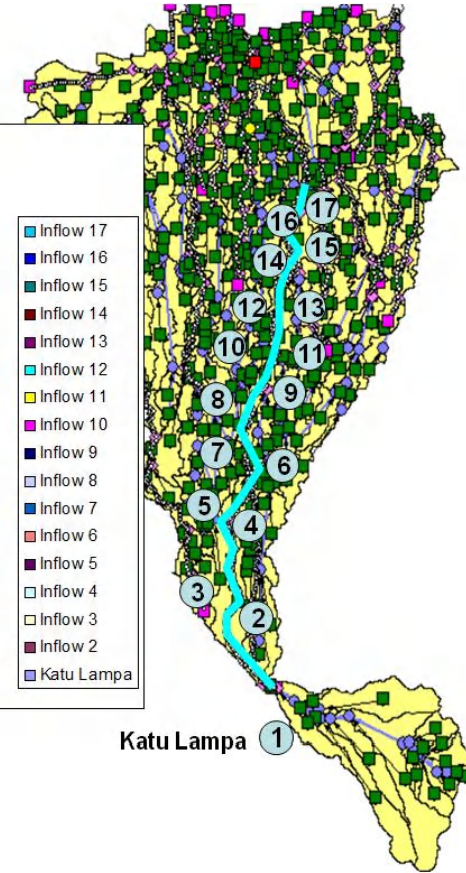 Inflow 17
Inflow 16
Inflow 15
Inflow 14
Inflow 13
Inflow 12
Inflow 11
Inflow 10
Inflow 9
Inflow 8
Inflow 7
Inflow 6
Inflow 5
Inflow 4
Inflow 3
Inflow 2
Katu Lampa
17
16
15
14
13
12
11
10
9
8
7
6
5
4
3
2
Katu Lampa 1